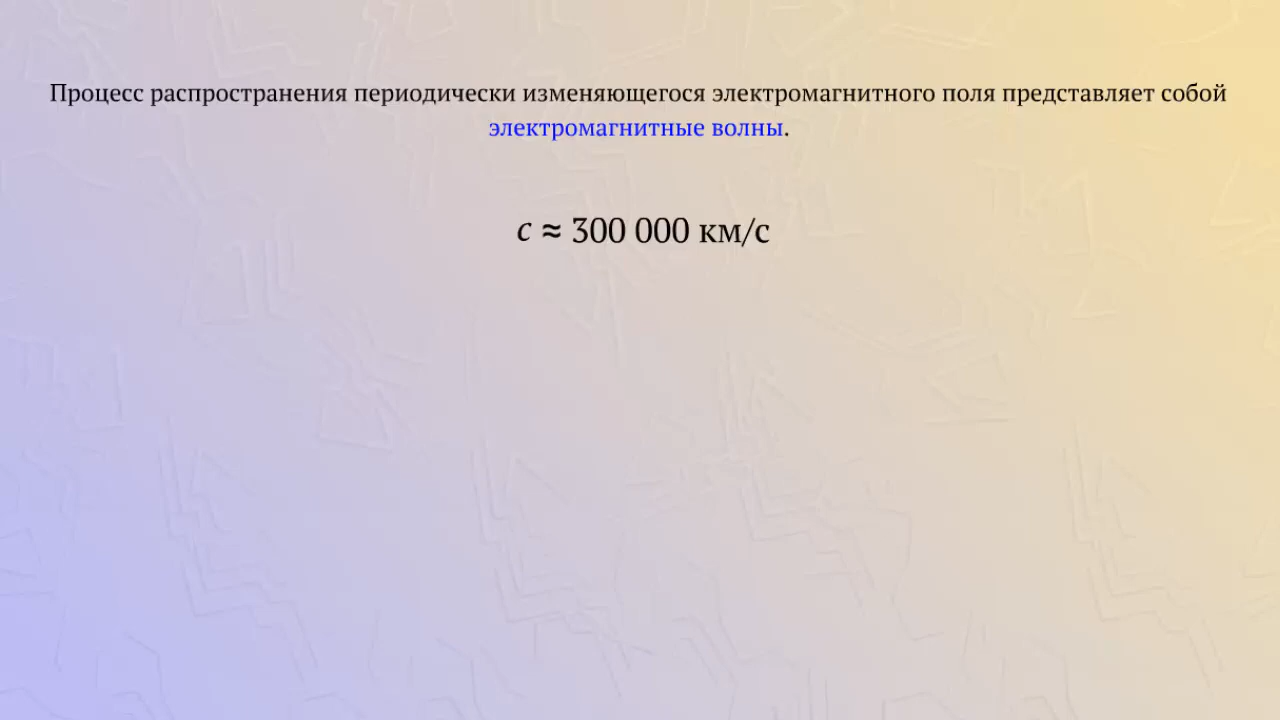 Процесс распространения периодически изменяющегося электромагнитного поля представляет собой
электромагнитные волны.
c ≈ 300 000 км/с